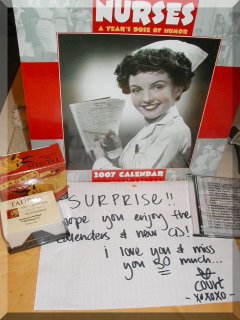 NURSES
A YEAR'S DOSE OF HUMOR
2007 CALENDAR
SURPRISE!!
hope you enjoy the
calenders & new CD!
i love you & miss
you SO much...
Court
-xoxoxo-